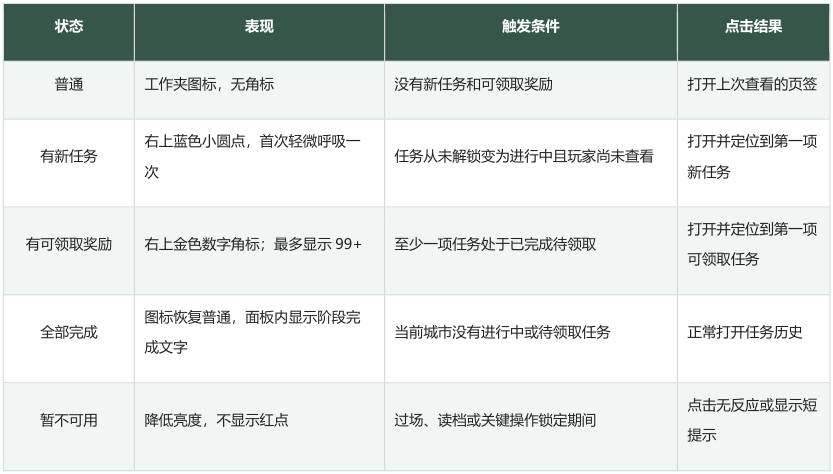 状态 表现 触发条件 点击结果
普通 工作夹图标，无角标 没有新任务和可领取奖励 打开上次查看的页签
有新任务 右上蓝色小圆点，首次轻微呼吸一
次 任务从未解锁变为进行中且玩家尚未查看 打开并定位到第一项
新任务
有可领取奖励 右上金色数字角标；最多显示 99+ 至少一项任务处于已完成待领取 打开并定位到第一项
可领取任务
全部完成 图标恢复普通，面板内显示阶段完
成文字 当前城市没有进行中或待领取任务 正常打开任务历史
暂不可用 降低亮度，不显示红点 过场、读档或关键操作锁定期间 点击无反应或显示短
提示